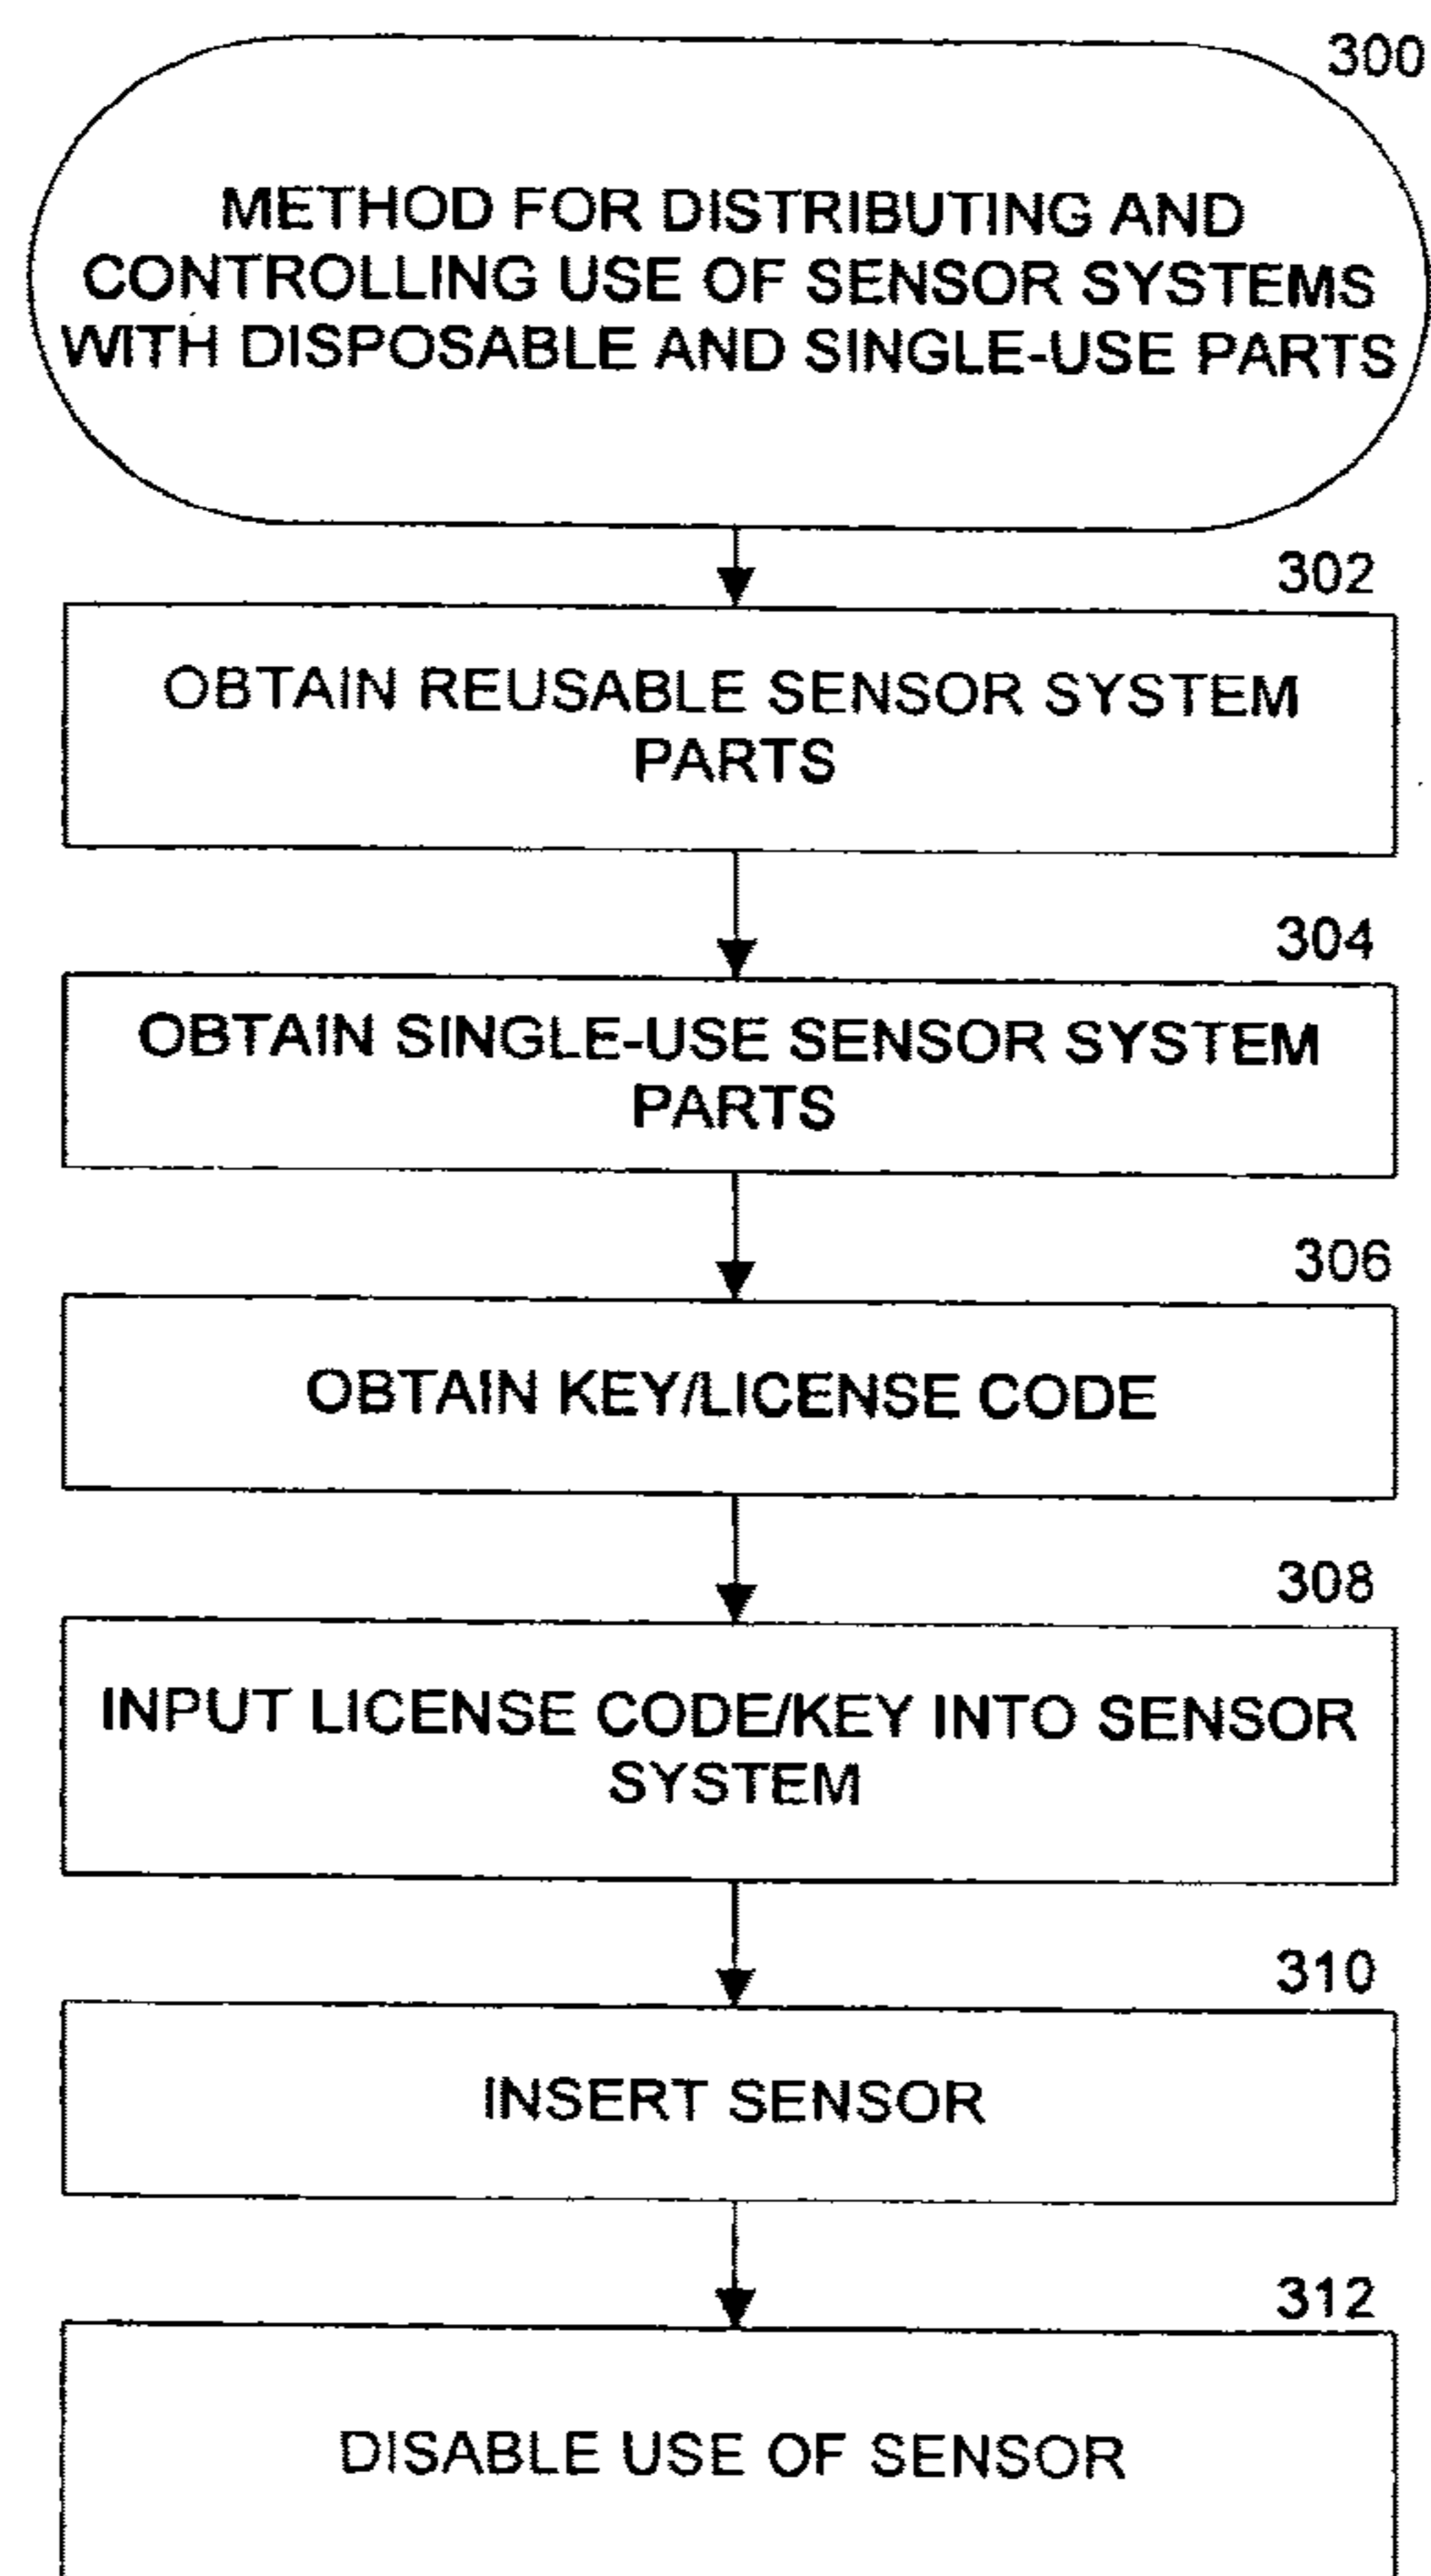 300
METHOD FOR DISTRIBUTING AND
CONTROLLING USE OF SENSOR SYSTEMS
WITH DISPOSABLE AND SINGLE-USE PARTS
302
OBTAIN REUSABLE SENSOR SYSTEM
PARTS
304
OBTAIN SINGLE-USE SENSOR SYSTEM
PARTS
306
OBTAIN KEY/LICENSE CODE
308
INPUT LICENSE CODE/KEY INTO SENSOR
SYSTEM
310
INSERT SENSOR
312
DISABLE USE OF SENSOR